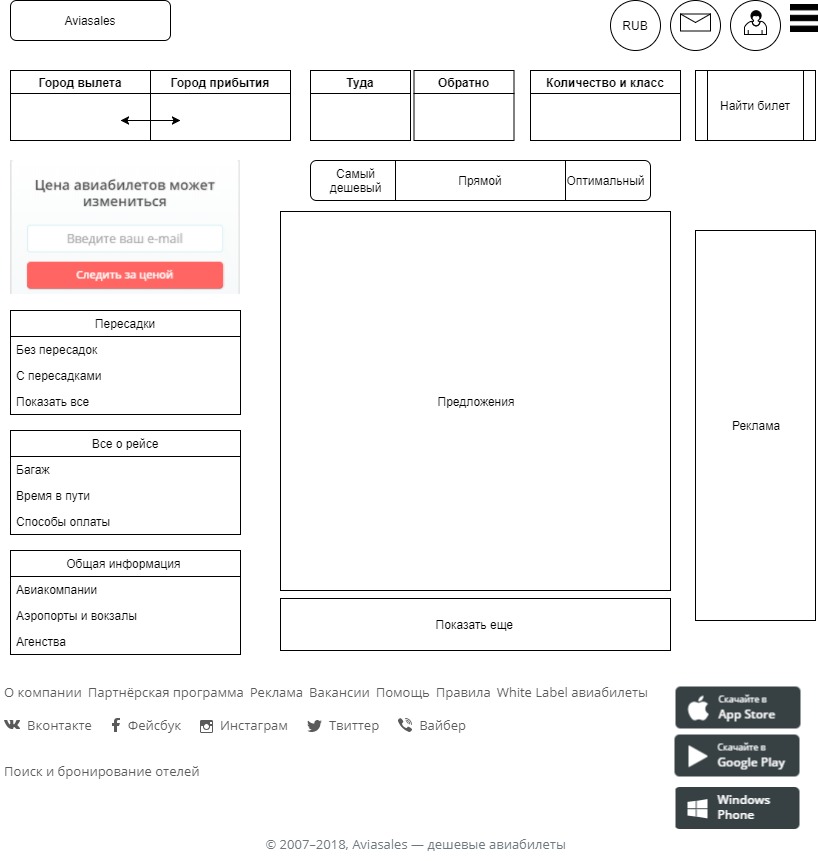 Aviasales
RUB
Город вылета
Город прибытия
Туда
Обратно
Количество и класс
Найти билет
Цена авиабилетов может
измениться
Введите ваш e-mail
Следить за ценой
Самый
дешевый
Прямой
Оптимальный
Пересадки
Без пересадок
С пересадками
Показать все
Все о рейсе
Багаж
Время в пути
Способы оплаты
Общая информация
Авиакомпании
Аэропорты и вокзалы
Агенства
Предложения
Показать еще
Реклама
О компании Партнёрская программа Реклама Вакансии Помощь Правила White Label авиабилеты
Вконтакте Фейсбук Инстаграм Твиттер Вайбер
Поиск и бронирование отелей
Скачайте в
App Store
Скачайте в
Google Play
Windows
Phone
© 2007–2018, Aviasales — дешевые авиабилеты